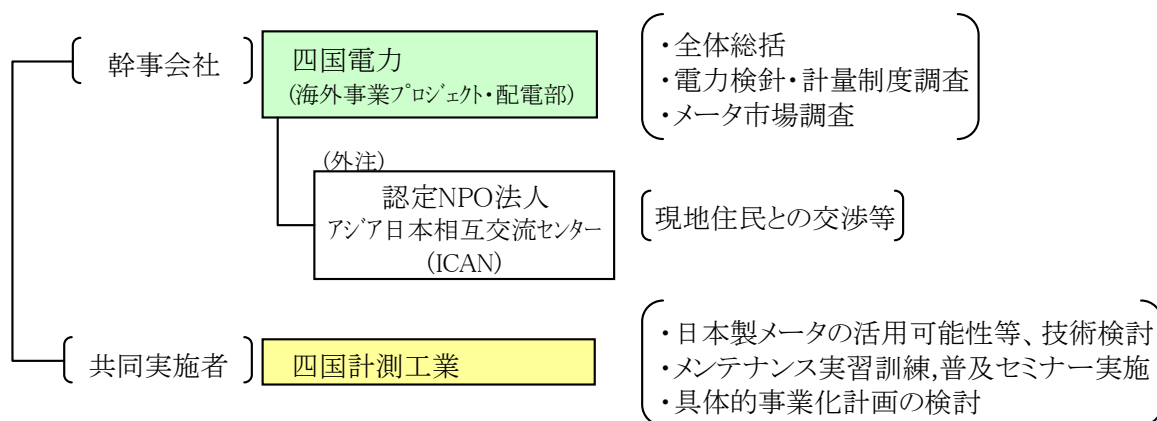 幹事会社
四国電力
(海外事業ﾌﾟﾛｼﾞｪｸﾄ・配電部)
・全体総括
・電力検針・計量制度調査
・メータ市場調査
(外注)
認定NPO法人
ｱｼﾞｱ日本相互交流ｾﾝﾀｰ
(ICAN)
現地住民との交渉等
共同実施者
四国計測工業
・日本製メータの活用可能性等、技術検討
・メンテナンス実習訓練,普及セミナー実施
・具体的事業化計画の検討